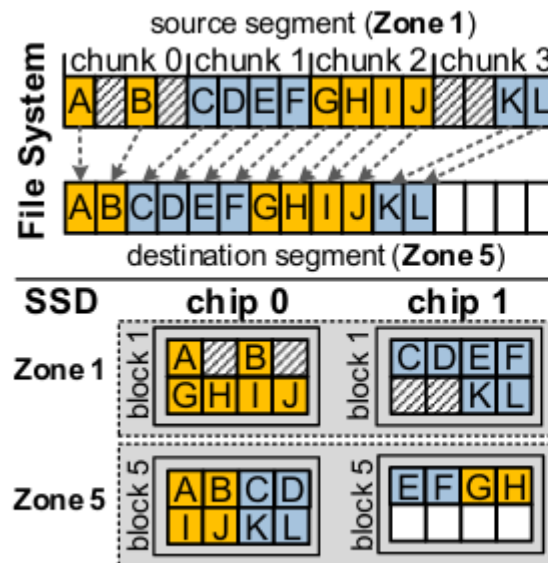 source segment (Zone 1)
chunk 0 chunk 1 chunk 2 chunk 3
File System
A B C D E F G H I J K L
A B C D E F G H I J K L
destination segment (Zone 5)
SSD chip 0 chip 1
Zone 1
block 1
A B
G H I J
block 1
C D E F
K L
Zone 5
block 5
A B C D
I J K L
block 5
E F G H